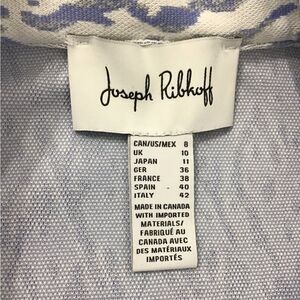 Joseph Ribkoff
CAN/US/MEX 8
UK 10
JAPAN 11
GER 36
FRANCE 38
SPAIN - 40
ITALY 42
MADE IN CANADA
WITH IMPORTED
MATERIALS/
FABRIQUÉ AU
CANADA AVEC
DES MATÉRIAUX
IMPORTÉS